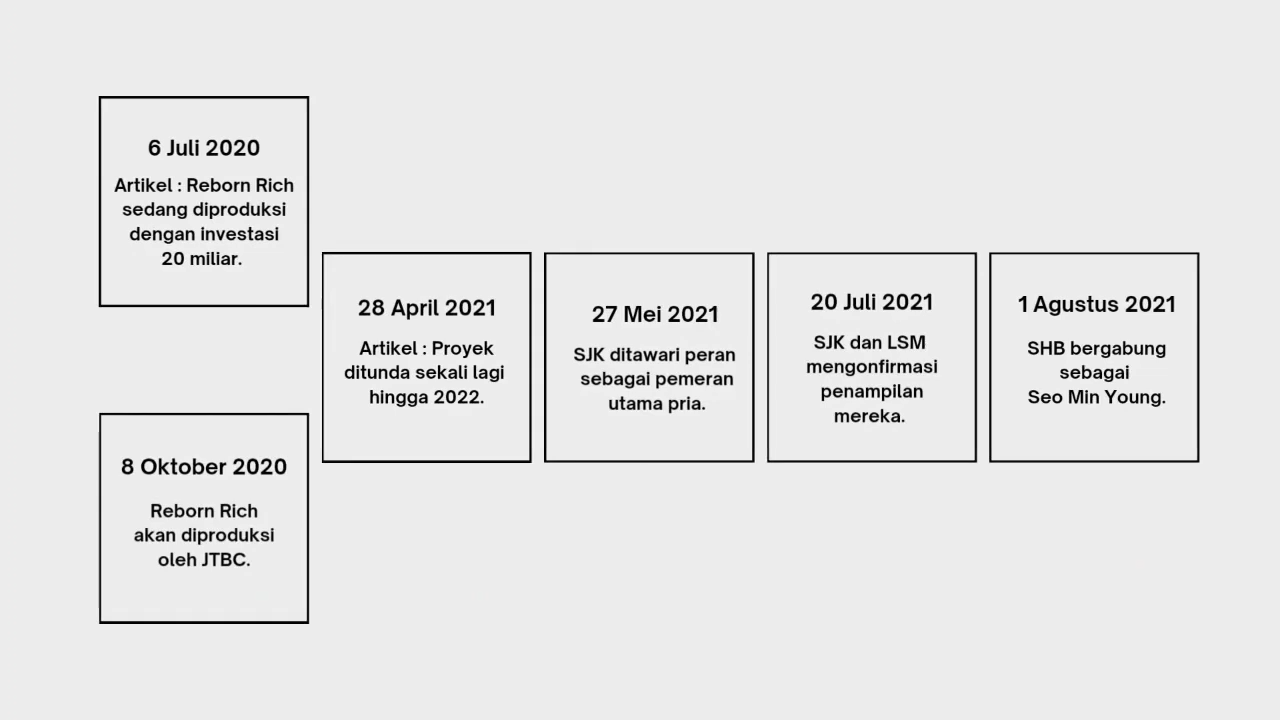 6 Juli 2020
Artikel : Reborn Rich
sedang diproduksi
dengan investasi
20 miliar.
8 Oktober 2020
Reborn Rich
akan diproduksi
oleh JTBC.
28 April 2021
Artikel : Proyek
ditunda sekali lagi
hingga 2022.
27 Mei 2021
SJK ditawari peran
sebagai pemeran
utama pria.
20 Juli 2021
SJK dan LSM
mengonfirmasi
penampilan
mereka.
1 Agustus 2021
SHB bergabung
sebagai
Seo Min Young.